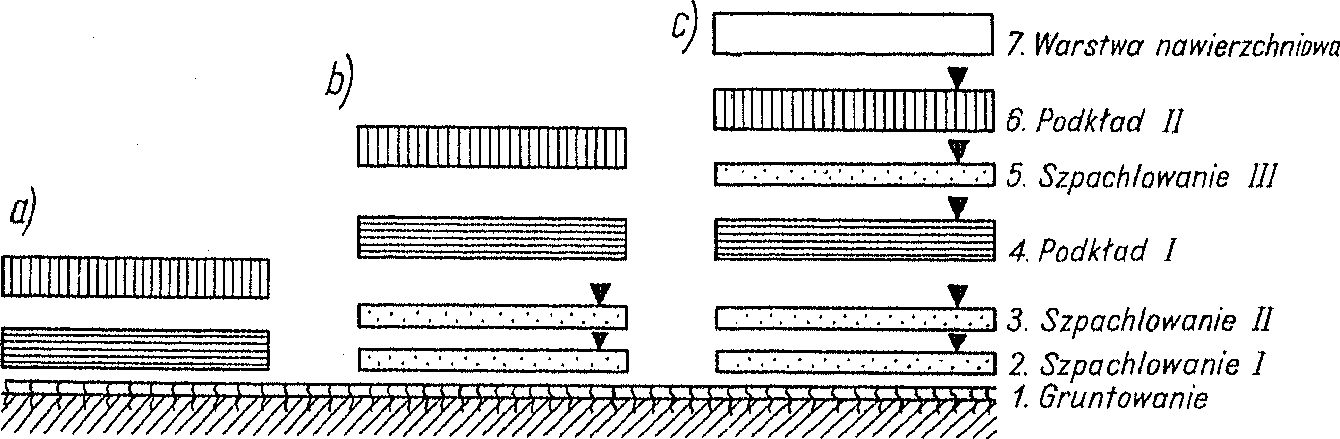 c)
7. Warstwa nawierzchniowa
b)
6. Podkład II
5. Szpachlowanie III
a)
4. Podkład I
3. Szpachlowanie II
2. Szpachlowanie I
1. Gruntowanie